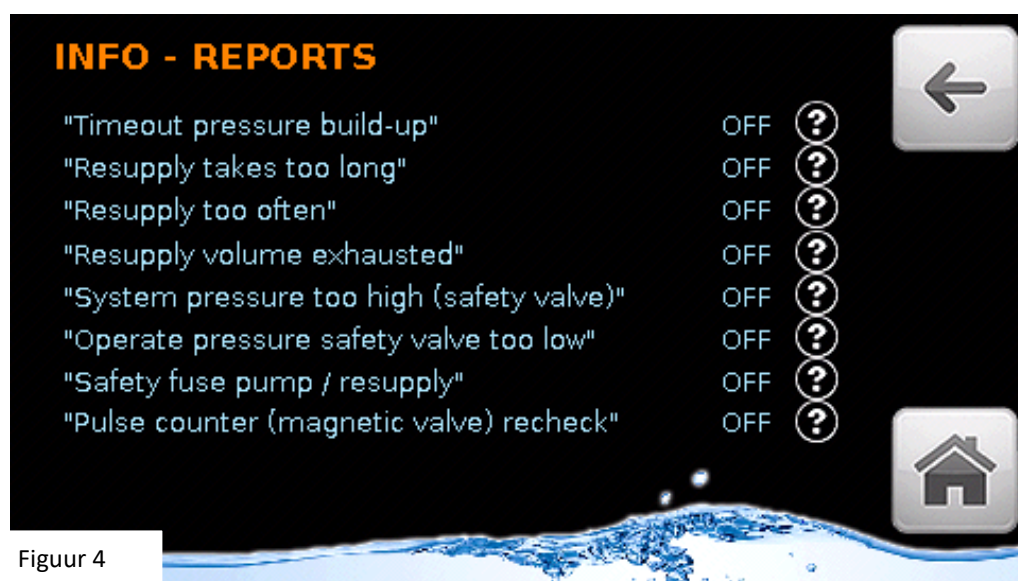 INFO - REPORTS
"Timeout pressure build-up" OFF ?
"Resupply takes too long" OFF ?
"Resupply too often" OFF ?
"Resupply volume exhausted" OFF ?
"System pressure too high (safety valve)" OFF ?
"Operate pressure safety valve too low" OFF ?
"Safety fuse pump / resupply" OFF ?
"Pulse counter (magnetic valve) recheck" OFF ?
Figuur 4